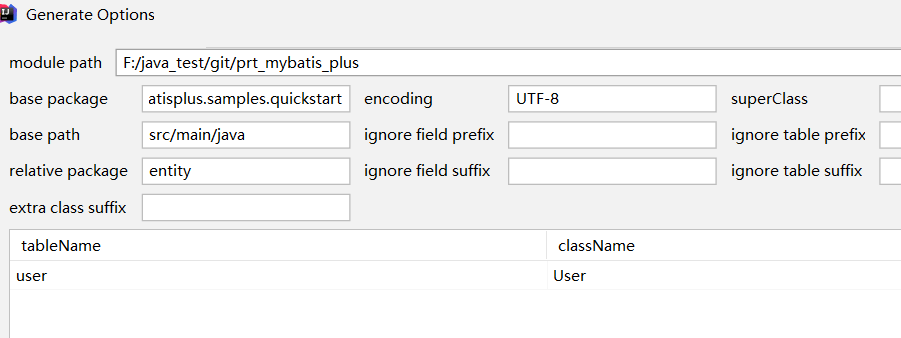 Generate Options
module path F:/java_test/git/prt_mybatis_plus
base package atisplus.samples.quickstart encoding UTF-8 superClass
base path src/main/java ignore field prefix ignore table prefix
relative package entity ignore field suffix ignore table suffix
extra class suffix
tableName className
user User